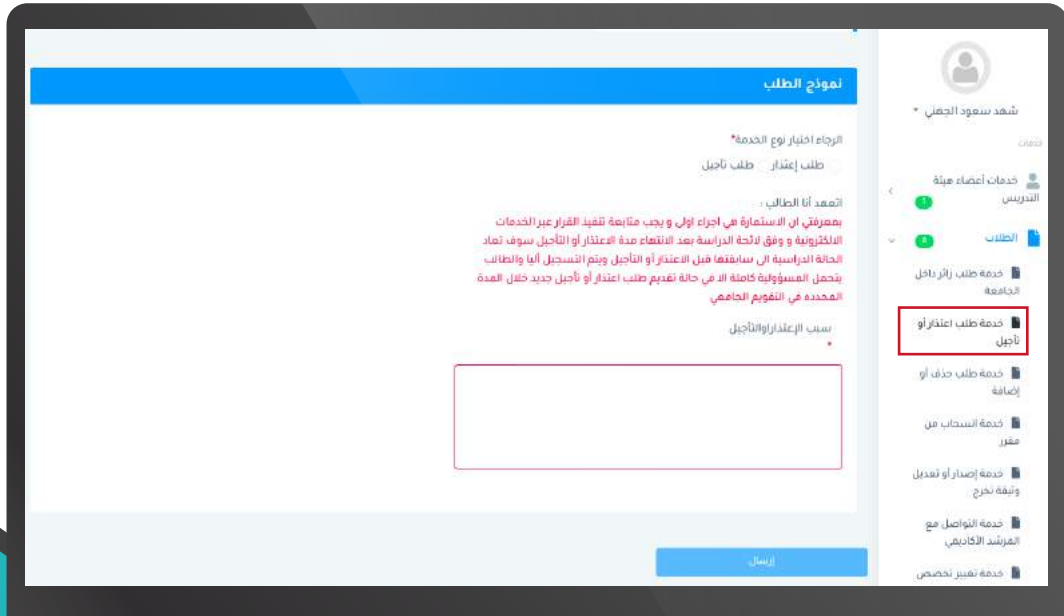 شهد سعود الجهني
خدمات
خدمات أعضاء هيئة
التدريس
1
الطلاب
8
خدمة طلب زائر داخل
الجامعة
خدمة طلب اعتذار أو
تأجيل
خدمة طلب حذف أو
إضافة
خدمة انسحاب من
مقرر
خدمة إصدار أو تعديل
وثيقة تخرج
خدمة التواصل مع
المرشد الأكاديمي
خدمة تغيير تخصص
نموذج الطلب
الرجاء اختيار نوع الخدمة*
طلب إعتذار طلب تأجيل
اتعهد أنا الطالب :
بمعرفتي ان الاستمارة هي اجراء اولى و يجب متابعة تنفيذ القرار عبر الخدمات
الالكترونية و وفق لائحة الدراسة بعد الانتهاء مدة الاعتذار أو التأجيل سوف تعاد
الحالة الدراسية الى سابقتها قبل الاعتذار أو التأجيل ويتم التسجيل أليا والطالب
يتحمل المسؤولية كاملة الا في حالة تقديم طلب اعتذار أو تأجيل جديد خلال المدة
المحدده في التقويم الجامعي
سبب الإعتذاراوالتأجيل
*
إرسال